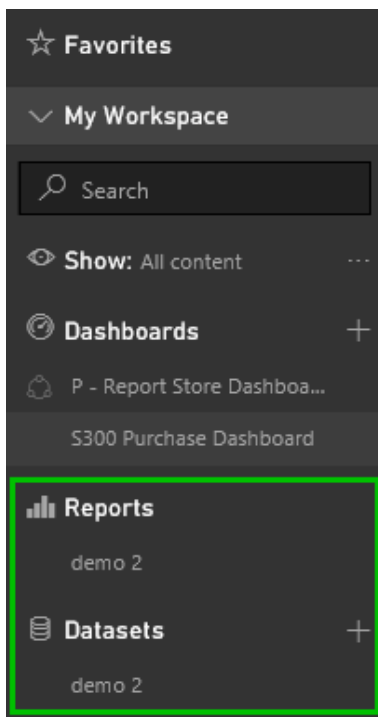 Favorites
My Workspace
Search
Show: All content ...
Dashboards
P - Report Store Dashboa...
S300 Purchase Dashboard
Reports
demo 2
Datasets
demo 2